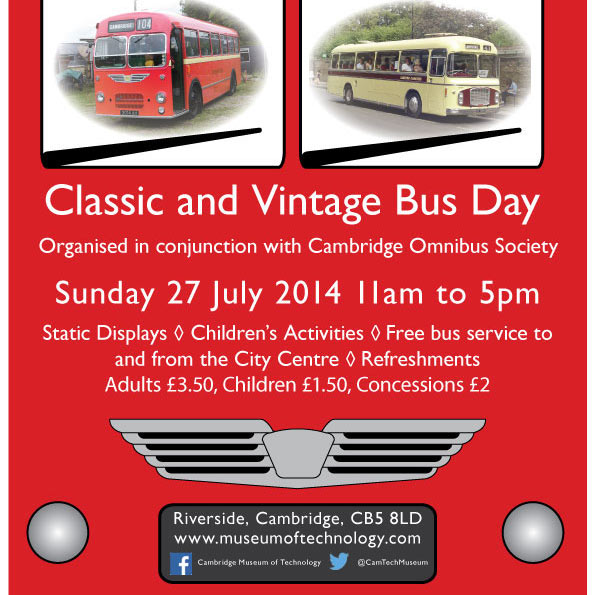 104
Classic and Vintage Bus Day
Organised in conjunction with Cambridge Omnibus Society
Sunday 27 July 2014 11am to 5pm
Static Displays ◊ Children's Activities ◊ Free bus service to
and from the City Centre ◊ Refreshments
Adults £3.50, Children £1.50, Concessions £2
Riverside, Cambridge, CB5 8LD
www.museumoftechnology.com
Cambridge Museum of Technology @CamTechMuseum